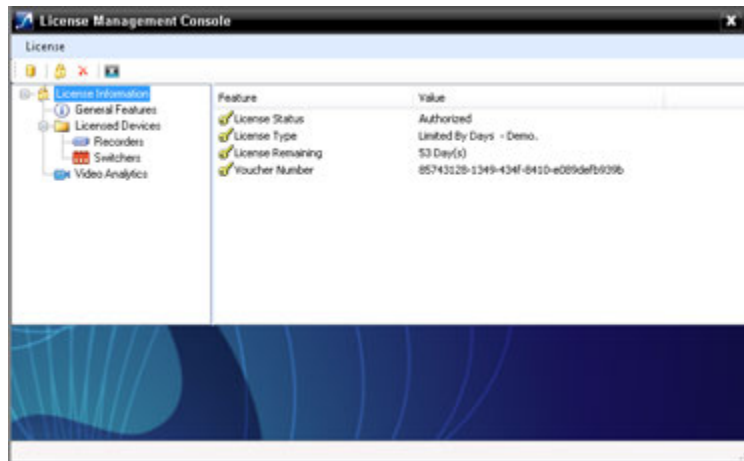 License Management Console
License
License Information
General Features
Licensed Devices
Recorders
Switchers
Video Analytics
Feature Value
License Status Authorized
License Type Limited By Days - Demo.
License Remaining 53 Day(s)
Voucher Number 85743128-1349-434f-8410-e089defb939b